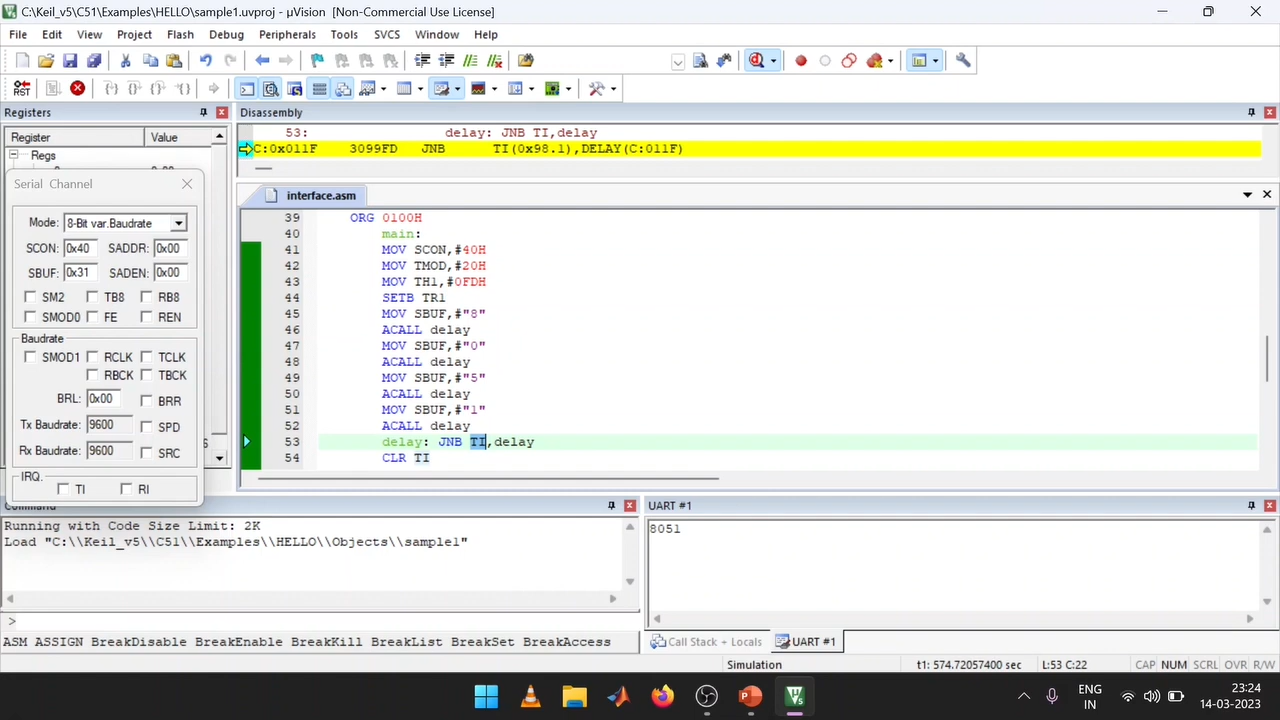 C:\Keil_v5\C51\Examples\HELLO\sample1.uvproj - µVision [Non-Commercial Use License]
File Edit View Project Flash Debug Peripherals Tools SVCS Window Help
RST
Registers
Register Value
Regs
Serial Channel
Mode: 8-Bit var.Baudrate
SCON: 0x40 SADDR: 0x00
SBUF: 0x31 SADEN: 0x00
SM2 TB8 RB8
SMOD0 FE REN
Baudrate
SMOD1 RCLK TCLK
RBCK TBCK
BRL: 0x00 BRR
Tx Baudrate: 9600 SPD
Rx Baudrate: 9600 SRC
IRQ
TI RI
Disassembly
53: delay: JNB TI,delay
C:0x011F 3099FD JNB TI(0x98.1),DELAY(C:011F)
interface.asm
39 ORG 0100H
40 main:
41 MOV SCON,#40H
42 MOV TMOD,#20H
43 MOV TH1,#0FDH
44 SETB TR1
45 MOV SBUF,#"8"
46 ACALL delay
47 MOV SBUF,#"0"
48 ACALL delay
49 MOV SBUF,#"5"
50 ACALL delay
51 MOV SBUF,#"1"
52 ACALL delay
53 delay: JNB TI,delay
54 CLR TI
Command
Running with Code Size Limit: 2K
Load "C:\\Keil_v5\\C51\\Examples\\HELLO\\Objects\\sample1"
>
ASM ASSIGN BreakDisable BreakEnable BreakKill BreakList BreakSet BreakAccess
UART #1
8051
Call Stack + Locals UART #1
Simulation t1: 574.72057400 sec L:53 C:22 CAP NUM SCRL OVR R/W
ENG
IN
23:24
14-03-2023